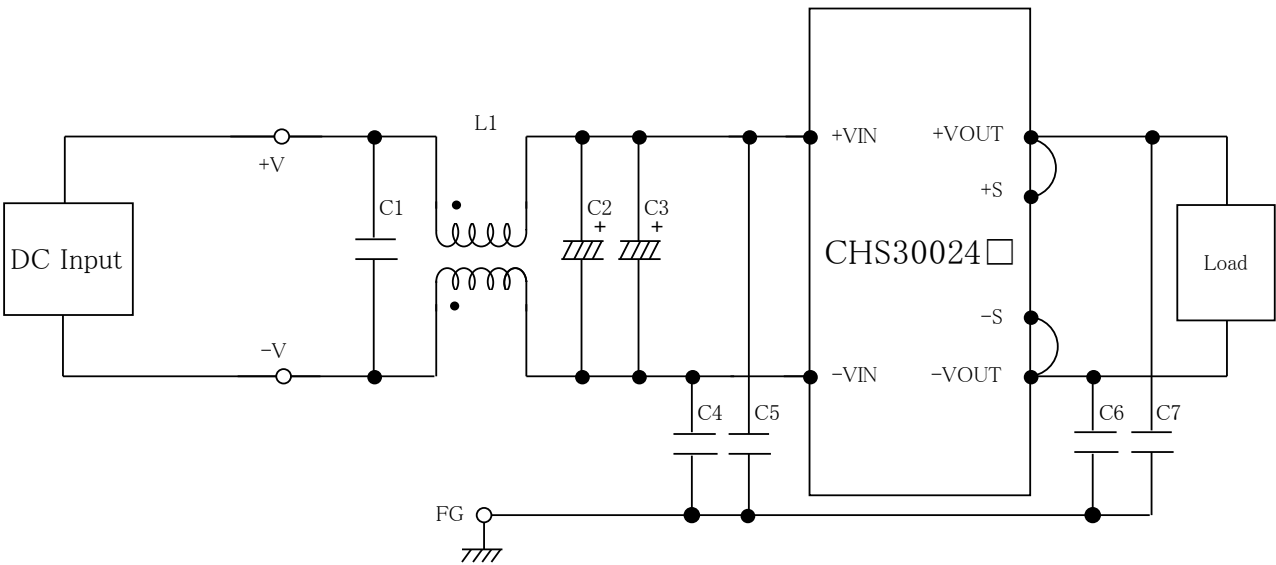 L1
+VIN
+VOUT
+V
+S
C1
C2
C3
+
+
DC Input
CHS30024□
Load
−S
−V
−VIN
−VOUT
C4
C5
C6
C7
FG